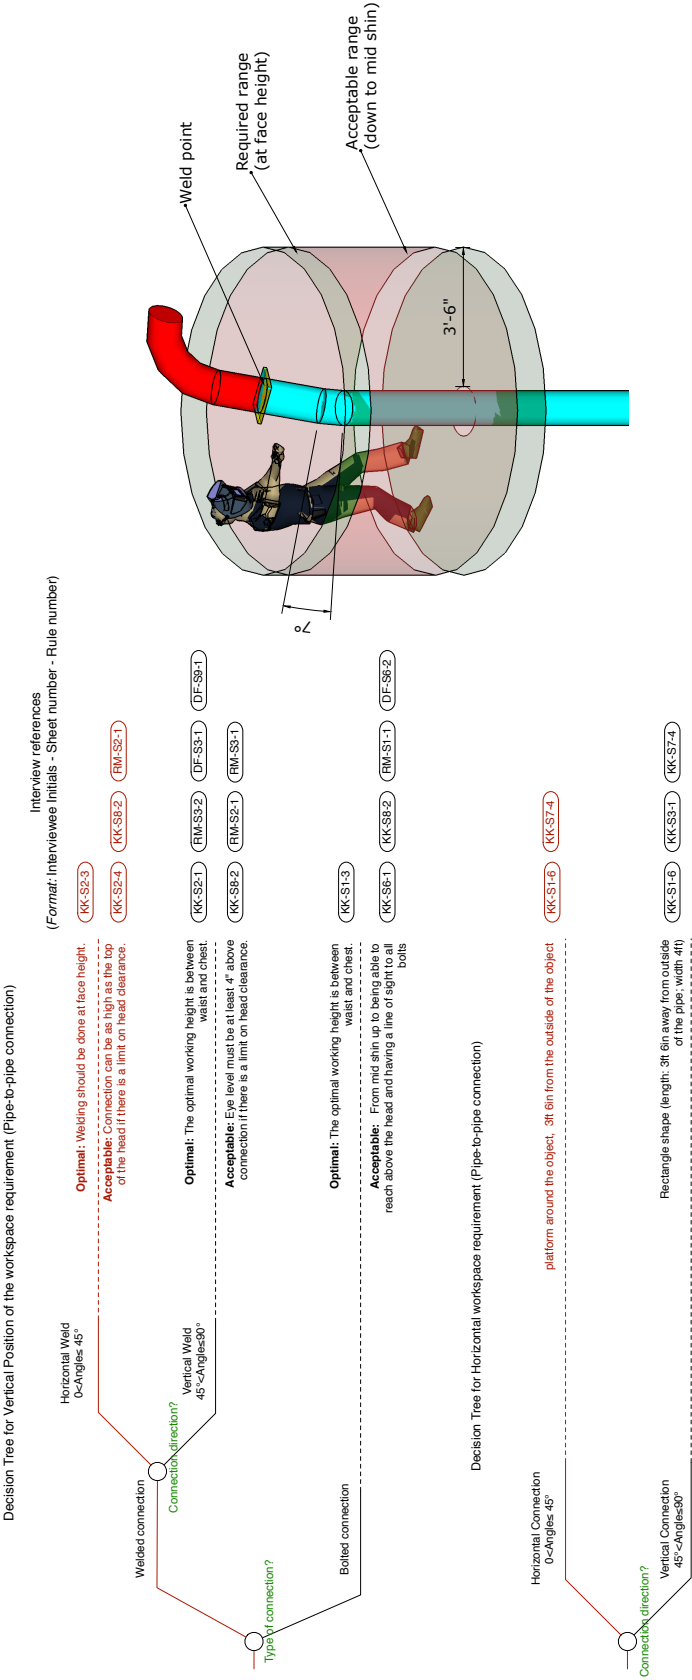 Decision Tree for Vertical Position of the workspace requirement (Pipe-to-pipe connection)
Interview references
(Format: Interviewee Initials - Sheet number - Rule number)
Type of connection?
Welded connection
Connection direction?
Horizontal Weld
0<Angle≤ 45°
Optimal: Welding should be done at face height.
KK-S2-3
Acceptable: Connection can be as high as the top
of the head if there is a limit on head clearance.
KK-S2-4 KK-S8-2 RM-S2-1
Vertical Weld
45°<Angle≤90°
Optimal: The optimal working height is between
waist and chest.
KK-S2-1 RM-S3-2 DF-S3-1 DF-S9-1
Acceptable: Eye level must be at least 4" above
connection if there is a limit on head clearance.
KK-S8-2 RM-S2-1 RM-S3-1
Bolted connection
Optimal: The optimal working height is between
waist and chest.
KK-S1-3
Acceptable: From mid shin up to being able to
reach above the head and having a line of sight to all
bolts
KK-S6-1 KK-S8-2 RM-S1-1 DF-S6-2
Decision Tree for Horizontal workspace requirement (Pipe-to-pipe connection)
Connection direction?
Horizontal Connection
0<Angle≤ 45°
platform around the object, 3ft 6in from the outside of the object
KK-S1-6 KK-S7-4
Vertical Connection
45°<Angle≤90°
Rectangle shape (length: 3ft 6in away from outside
of the pipe; width 4ft)
KK-S1-6 KK-S3-1 KK-S7-4
Weld point
Required range
(at face height)
Acceptable range
(down to mid shin)
3'-6"
7°